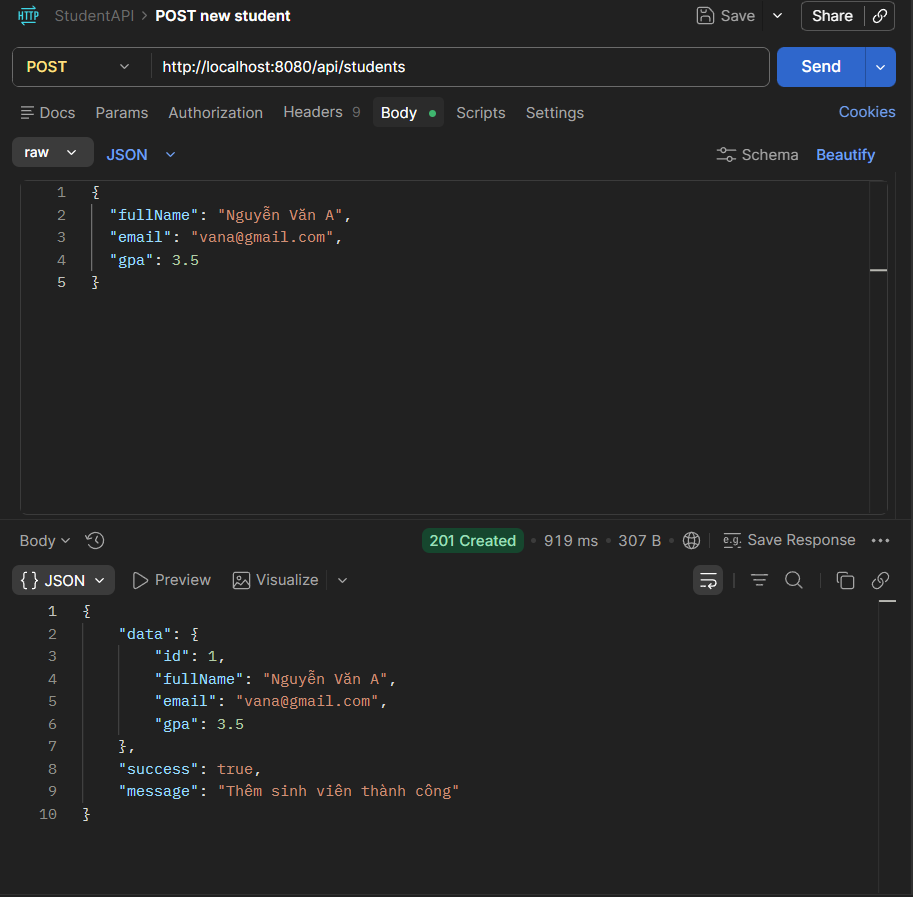 HTTP StudentAPI > POST new student Save Share
POST http://localhost:8080/api/students Send
Docs Params Authorization Headers 9 Body Scripts Settings Cookies
raw JSON Schema Beautify
1 {
2 "fullName": "Nguyễn Văn A",
3 "email": "vana@gmail.com",
4 "gpa": 3.5
5 }
Body 201 Created • 919 ms • 307 B • e.g. Save Response
{} JSON Preview Visualize
1 {
2 "data": {
3 "id": 1,
4 "fullName": "Nguyễn Văn A",
5 "email": "vana@gmail.com",
6 "gpa": 3.5
7 },
8 "success": true,
9 "message": "Thêm sinh viên thành công"
10 }